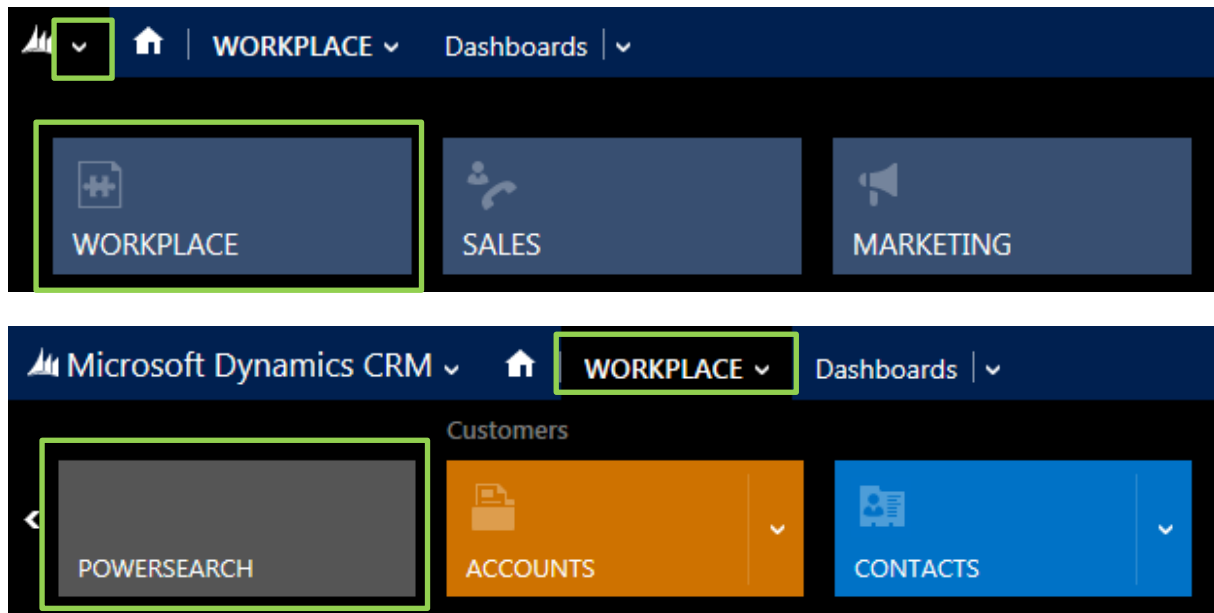 WORKPLACE Dashboards
WORKPLACE SALES MARKETING
Microsoft Dynamics CRM WORKPLACE Dashboards
Customers
POWERSEARCH ACCOUNTS CONTACTS